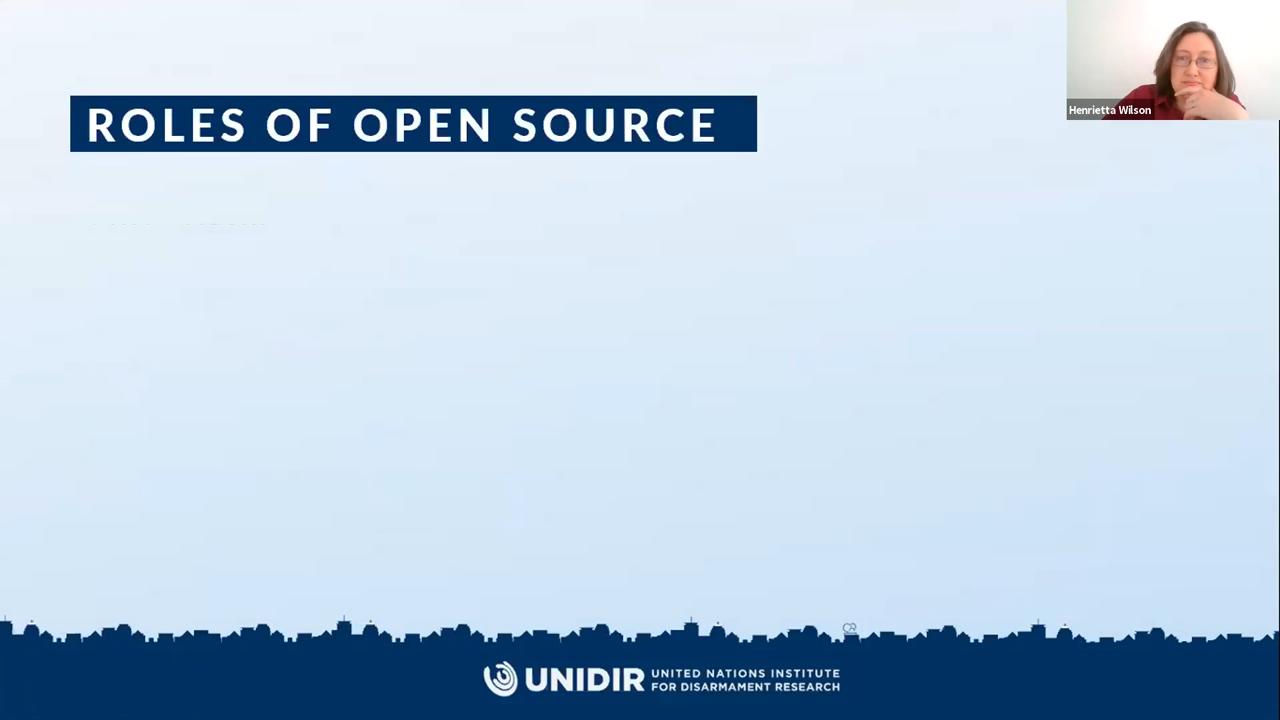 Henrietta Wilson
ROLES OF OPEN SOURCE
UNIDIR
UNITED NATIONS INSTITUTE
FOR DISARMAMENT RESEARCH